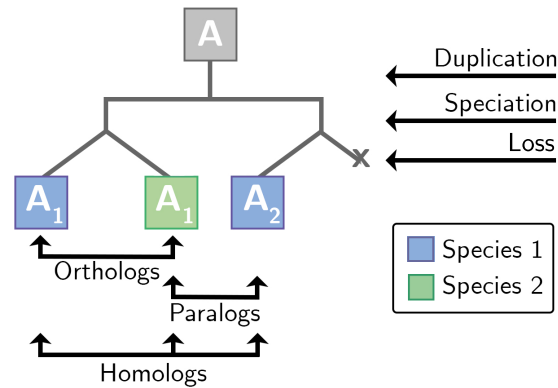 A
Duplication
Speciation
Loss
x
A1 A1 A2
Species 1
Species 2
Orthologs
Paralogs
Homologs